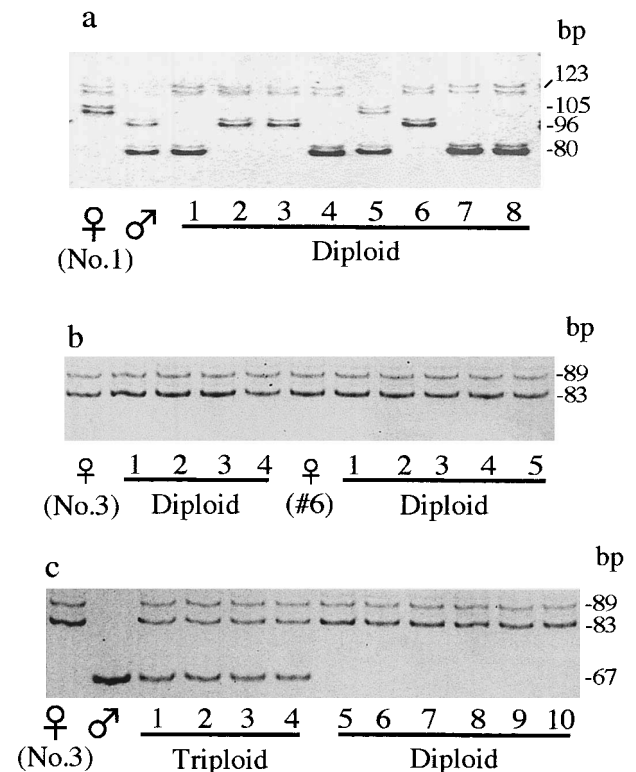 a
bp
123
-105
-96
-80
♀ ♂ 1 2 3 4 5 6 7 8
(No.1) Diploid
b
bp
-89
-83
♀ 1 2 3 4 ♀ 1 2 3 4 5
(No.3) Diploid (#6) Diploid
c
bp
-89
-83
-67
♀ ♂ 1 2 3 4 5 6 7 8 9 10
(No.3) Triploid Diploid